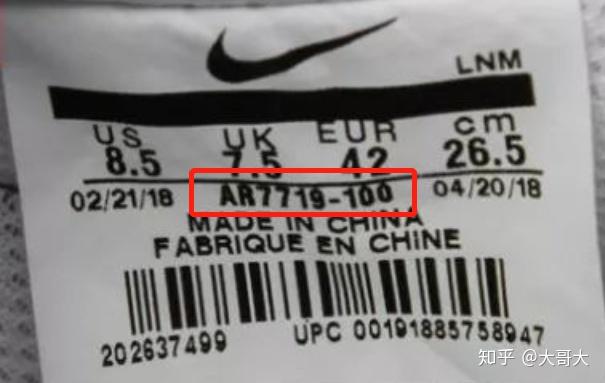 LNM
US UK EUR cm
8.5 7.5 42 26.5
02/21/18 AR7719-100 04/20/18
MADE IN CHINA
FABRIQUE EN CHINE
202637499 UPC 00191885758947
知乎 @大哥大